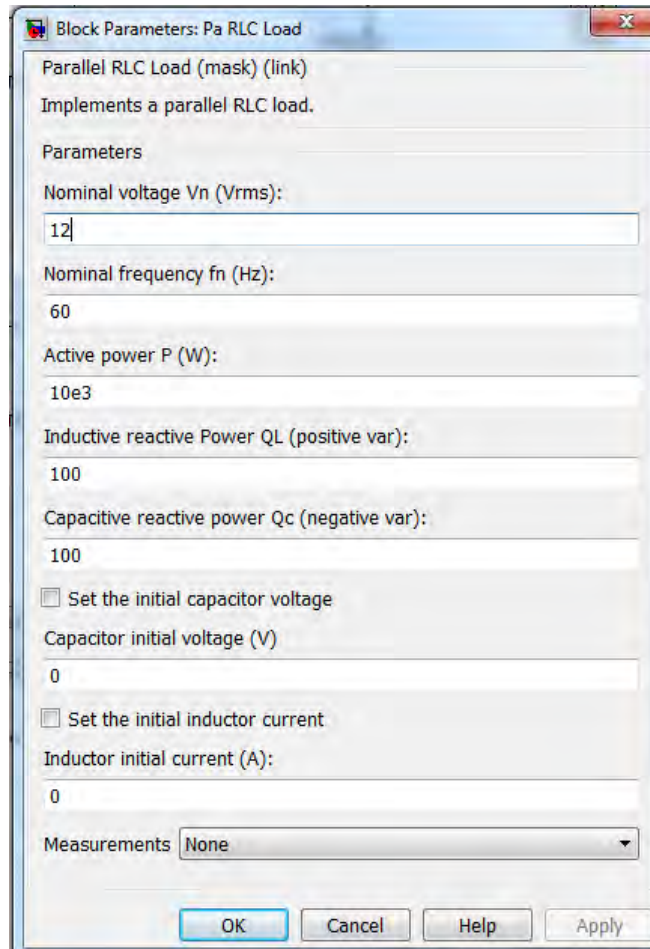 Block Parameters: Pa RLC Load
Parallel RLC Load (mask) (link)
Implements a parallel RLC load.
Parameters
Nominal voltage Vn (Vrms):
12
Nominal frequency fn (Hz):
60
Active power P (W):
10e3
Inductive reactive Power QL (positive var):
100
Capacitive reactive power Qc (negative var):
100
Set the initial capacitor voltage
Capacitor initial voltage (V)
0
Set the initial inductor current
Inductor initial current (A):
0
Measurements None
OK Cancel Help Apply